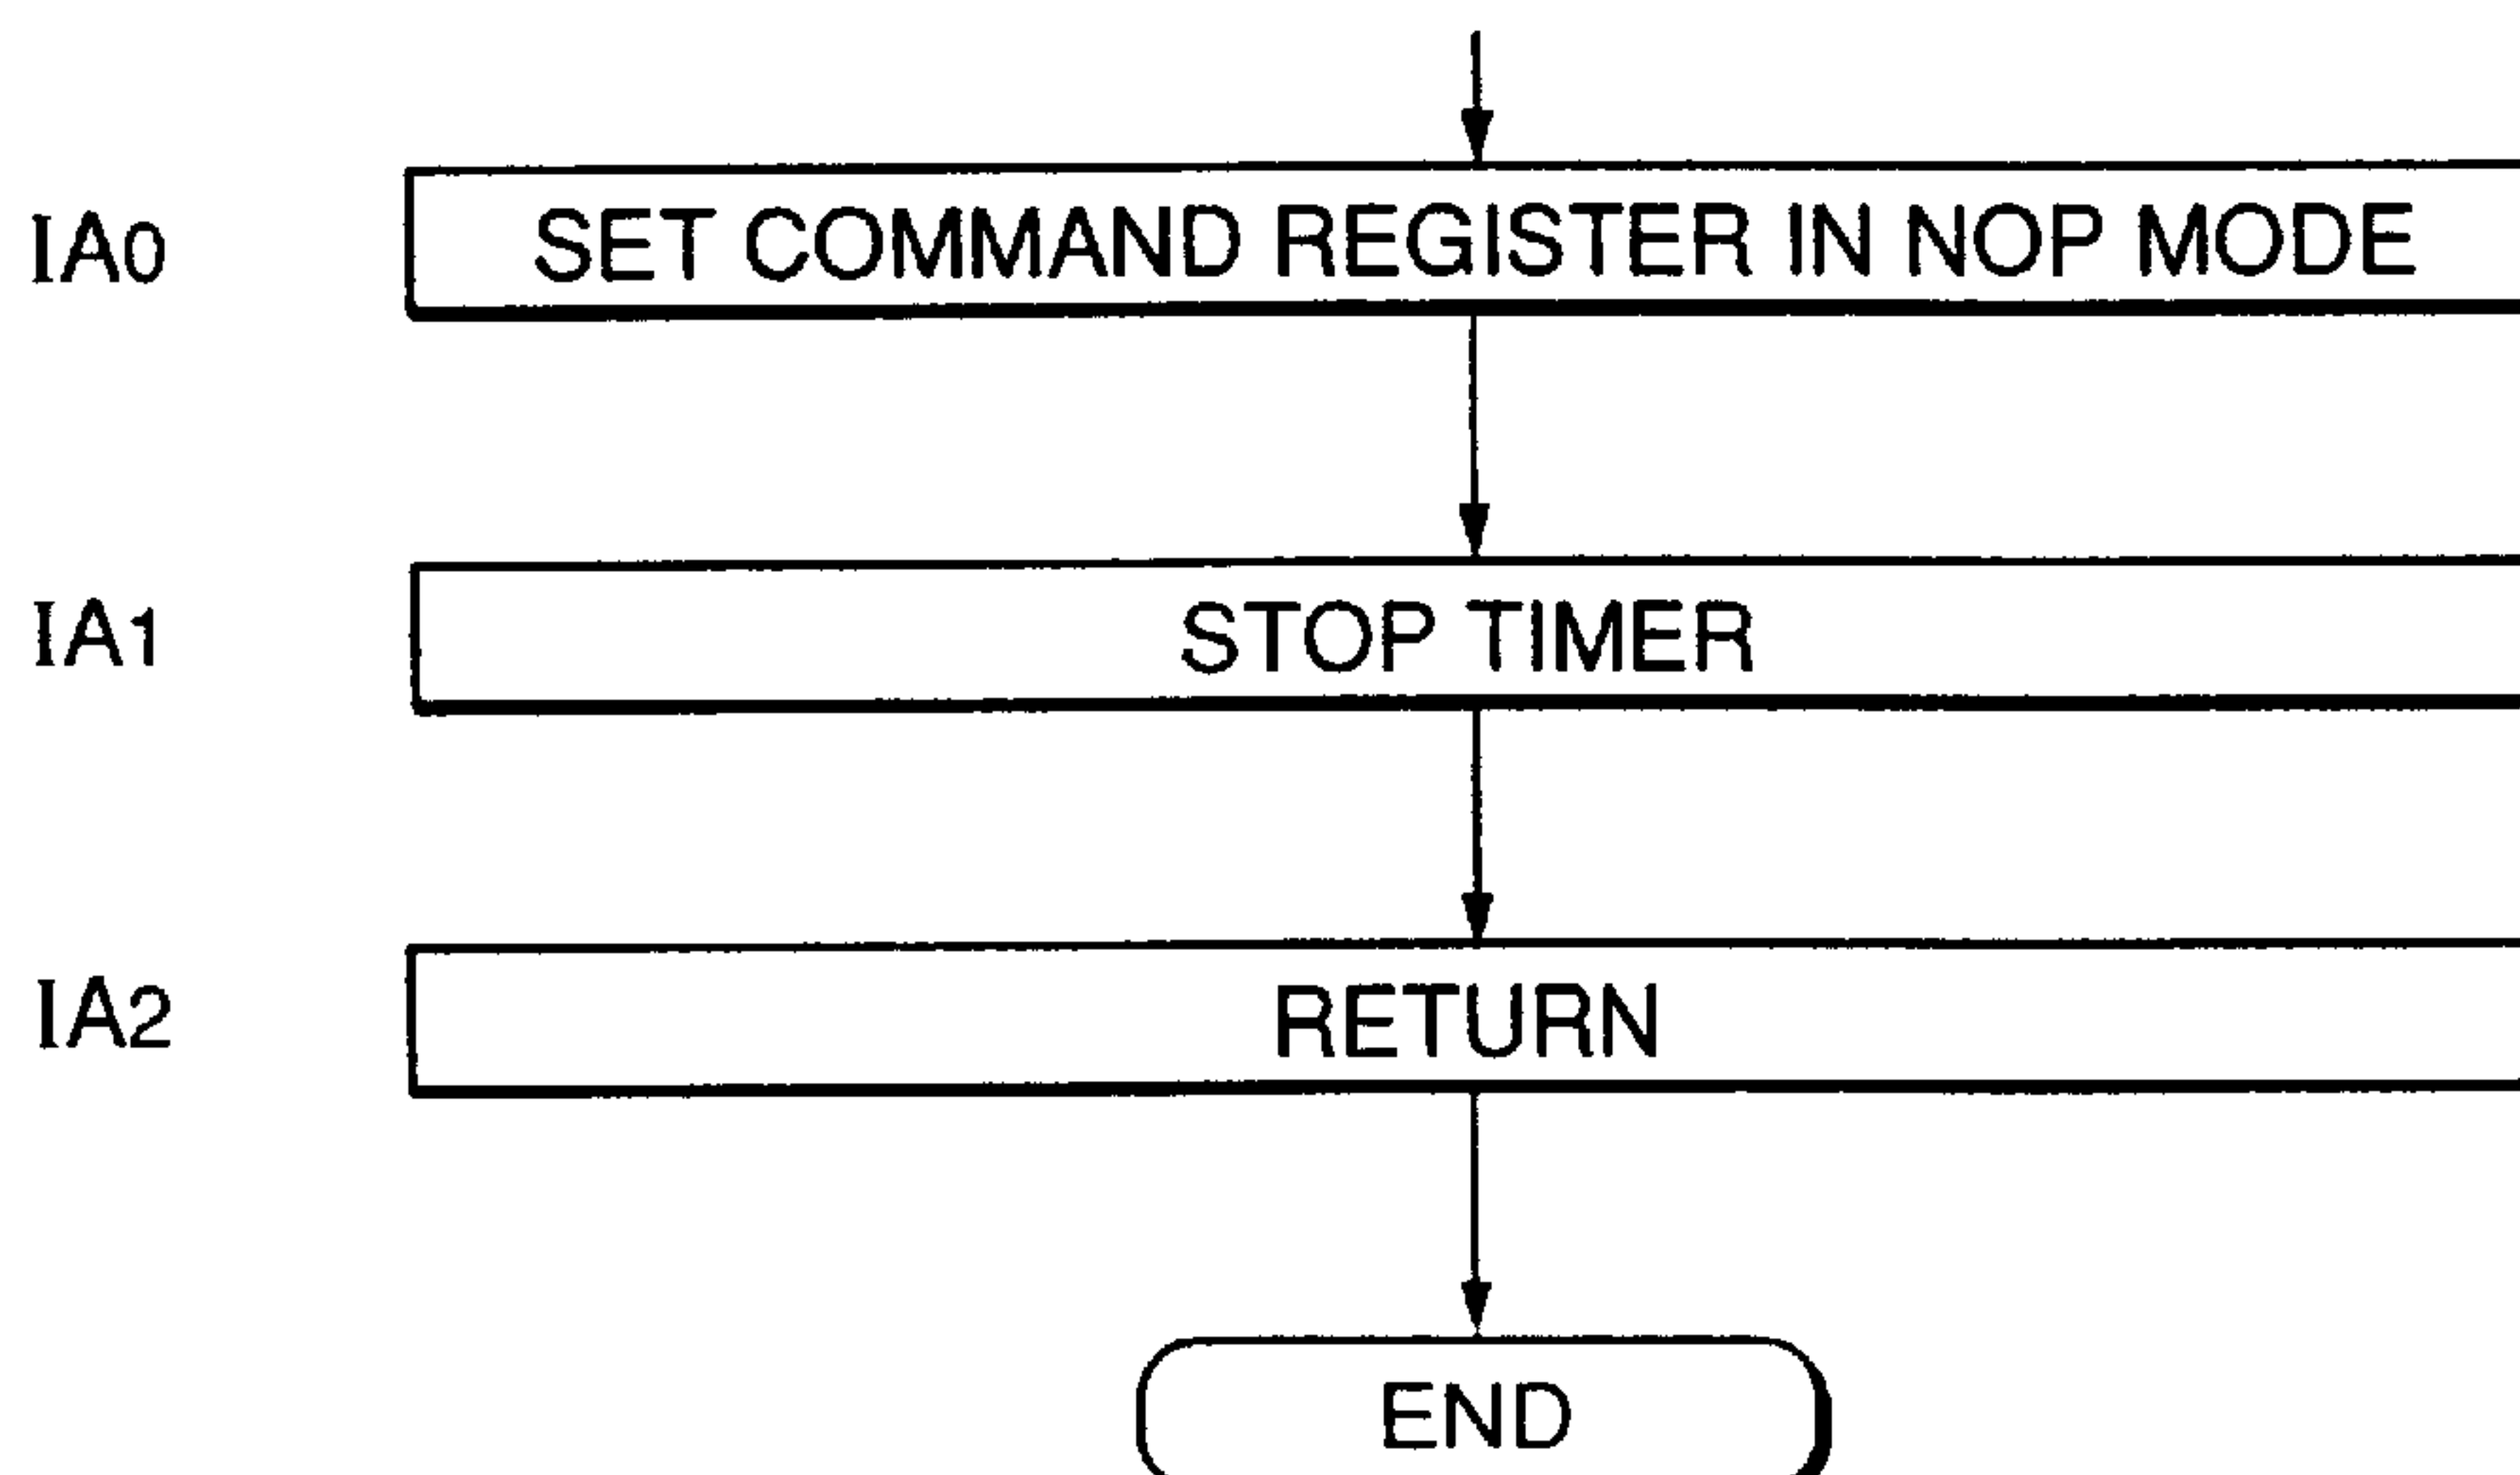 IA0 SET COMMAND REGISTER IN NOP MODE
IA1 STOP TIMER
IA2 RETURN
END